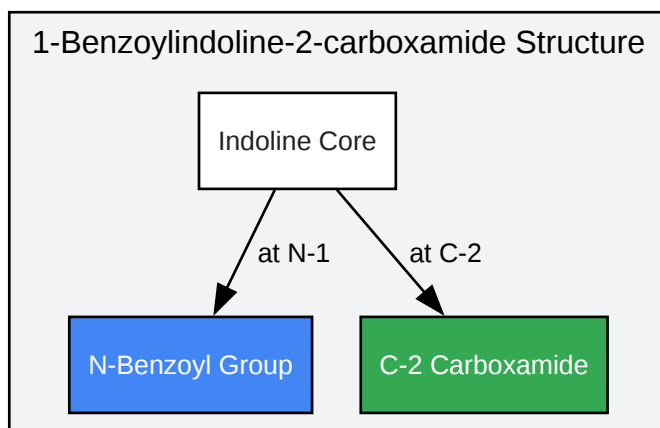 1-Benzoylindoline-2-carboxamide Structure
Indoline Core
at N-1
at C-2
N-Benzoyl Group
C-2 Carboxamide